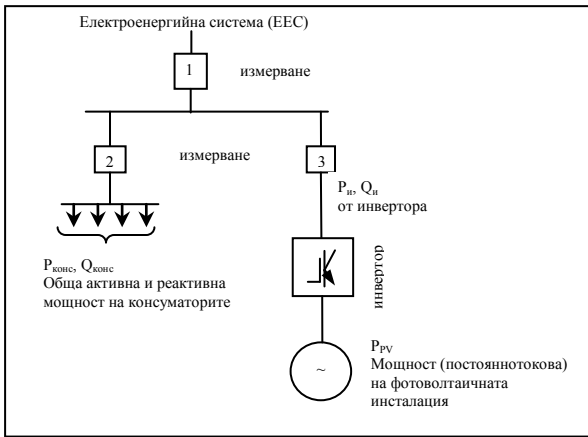 Електроенергийна система (ЕЕС)
1
измерване
2
измерване
3
Pи, Qи
от инвертора
Pконс, Qконс
Обща активна и реактивна
мощност на консуматорите
инвертор
PPV
Мощност (постояннотокова)
на фотоволтаичната
инсталация
~